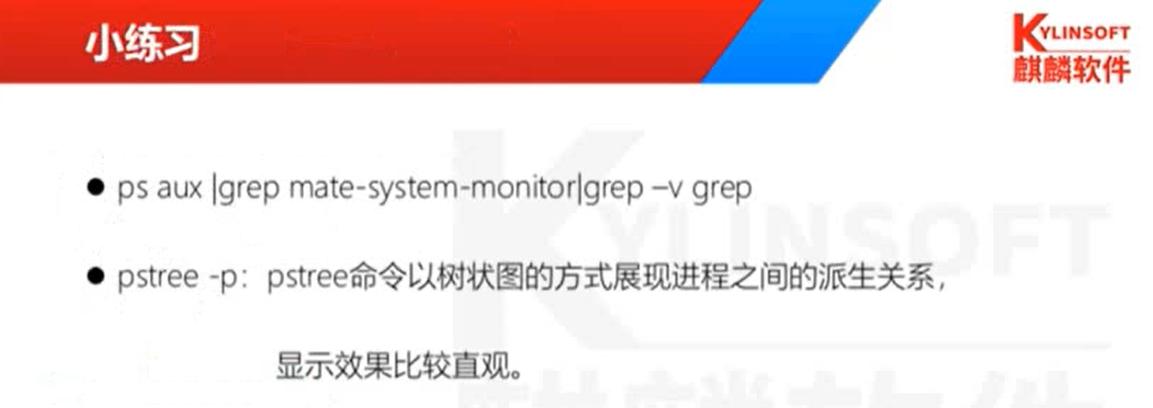 小练习
KYLINSOFT
麒麟软件
● ps aux |grep mate-system-monitor|grep –v grep
● pstree -p：pstree命令以树状图的方式展现进程之间的派生关系，
显示效果比较直观。
KYLINSOFT